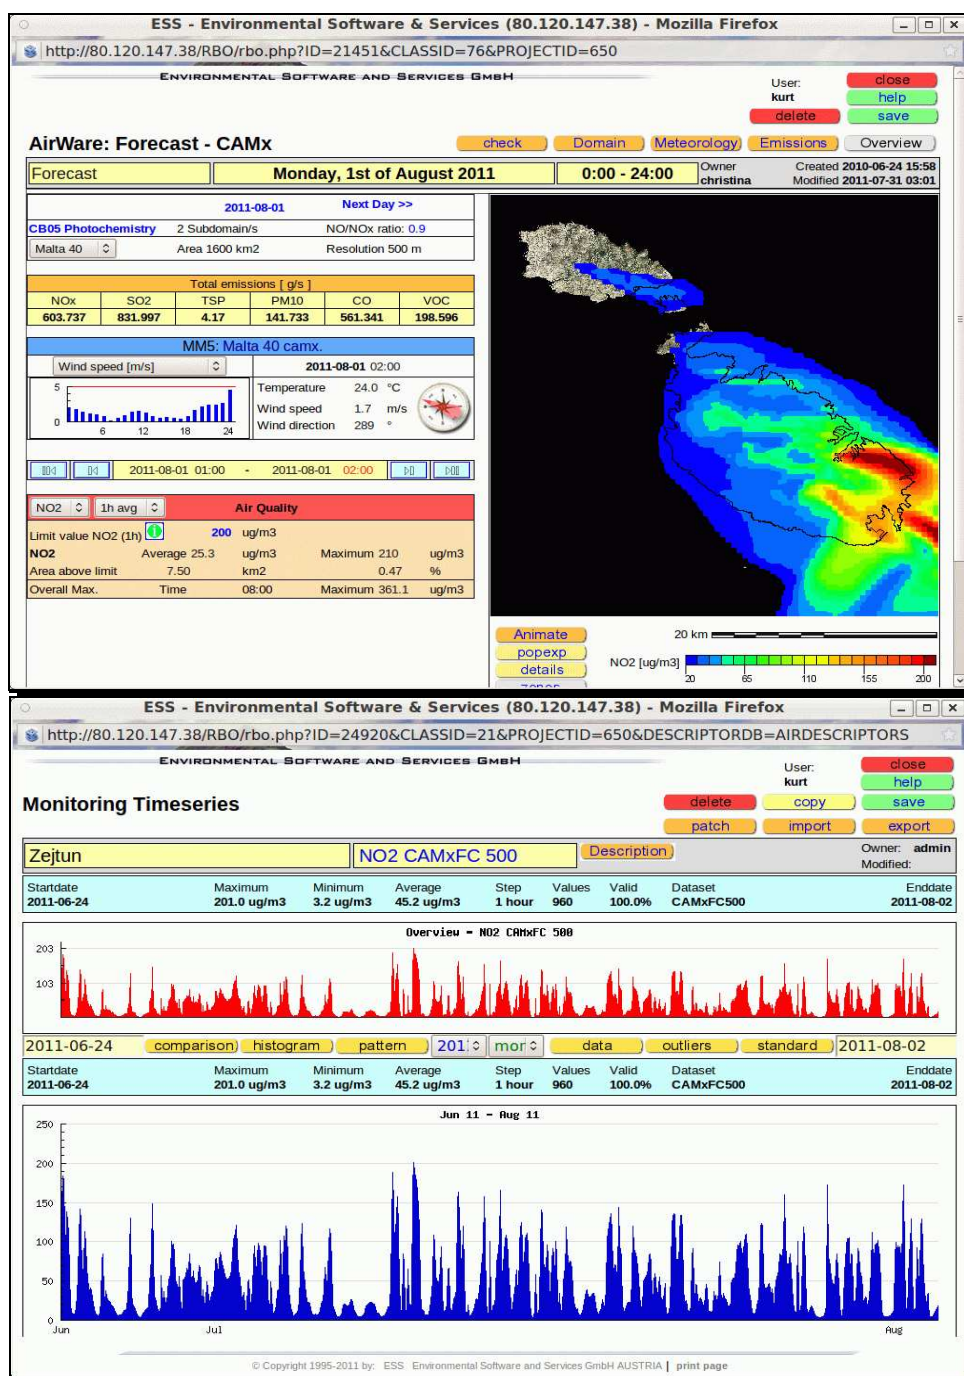 ESS - Environmental Software & Services (80.120.147.38) - Mozilla Firefox
http://80.120.147.38/RBO/rbo.php?ID=21451&CLASSID=76&PROJECTID=650
ENVIRONMENTAL SOFTWARE AND SERVICES GMBH
User: close
kurt help
delete save
AirWare: Forecast - CAMx check Domain Meteorology Emissions Overview
Forecast Monday, 1st of August 2011 0:00 - 24:00 Owner christina Created 2010-06-24 15:58 Modified 2011-07-31 03:01
2011-08-01 Next Day >>
CB05 Photochemistry 2 Subdomain/s NO/NOx ratio: 0.9
Malta 40 Area 1600 km2 Resolution 500 m
Total emissions [ g/s ]
NOx SO2 TSP PM10 CO VOC
603.737 831.997 4.17 141.733 561.341 198.596
MM5: Malta 40 camx.
Wind speed [m/s] 2011-08-01 02:00
5 Temperature 24.0 °C
Wind speed 1.7 m/s
0 Wind direction 289 °
6 12 18 24
2011-08-01 01:00 - 2011-08-01 02:00
NO2 1h avg Air Quality
Limit value NO2 (1h) 200 ug/m3
NO2 Average 25.3 ug/m3 Maximum 210 ug/m3
Area above limit 7.50 km2 0.47 %
Overall Max. Time 08:00 Maximum 361.1 ug/m3
Animate 20 km
popexp
details NO2 [ug/m3]
20 65 110 155 200
zones
ESS - Environmental Software & Services (80.120.147.38) - Mozilla Firefox
http://80.120.147.38/RBO/rbo.php?ID=24920&CLASSID=21&PROJECTID=650&DESCRIPTORDB=AIRDESCRIPTORS
ENVIRONMENTAL SOFTWARE AND SERVICES GMBH
User: close
kurt help
Monitoring Timeseries delete copy save
patch import export
Zejtun NO2 CAMxFC 500 Description Owner: admin
Modified:
Startdate Maximum Minimum Average Step Values Valid Dataset Enddate
2011-06-24 201.0 ug/m3 3.2 ug/m3 45.2 ug/m3 1 hour 960 100.0% CAMxFC500 2011-08-02
Overview - NO2 CAMxFC 500
203
103
2011-06-24 comparison histogram pattern 201 mor data outliers standard 2011-08-02
Startdate Maximum Minimum Average Step Values Valid Dataset Enddate
2011-06-24 201.0 ug/m3 3.2 ug/m3 45.2 ug/m3 1 hour 960 100.0% CAMxFC500 2011-08-02
Jun 11 - Aug 11
250
200
150
100
50
0
Jun Jul Aug
© Copyright 1995-2011 by: ESS Environmental Software and Services GmbH AUSTRIA | print page